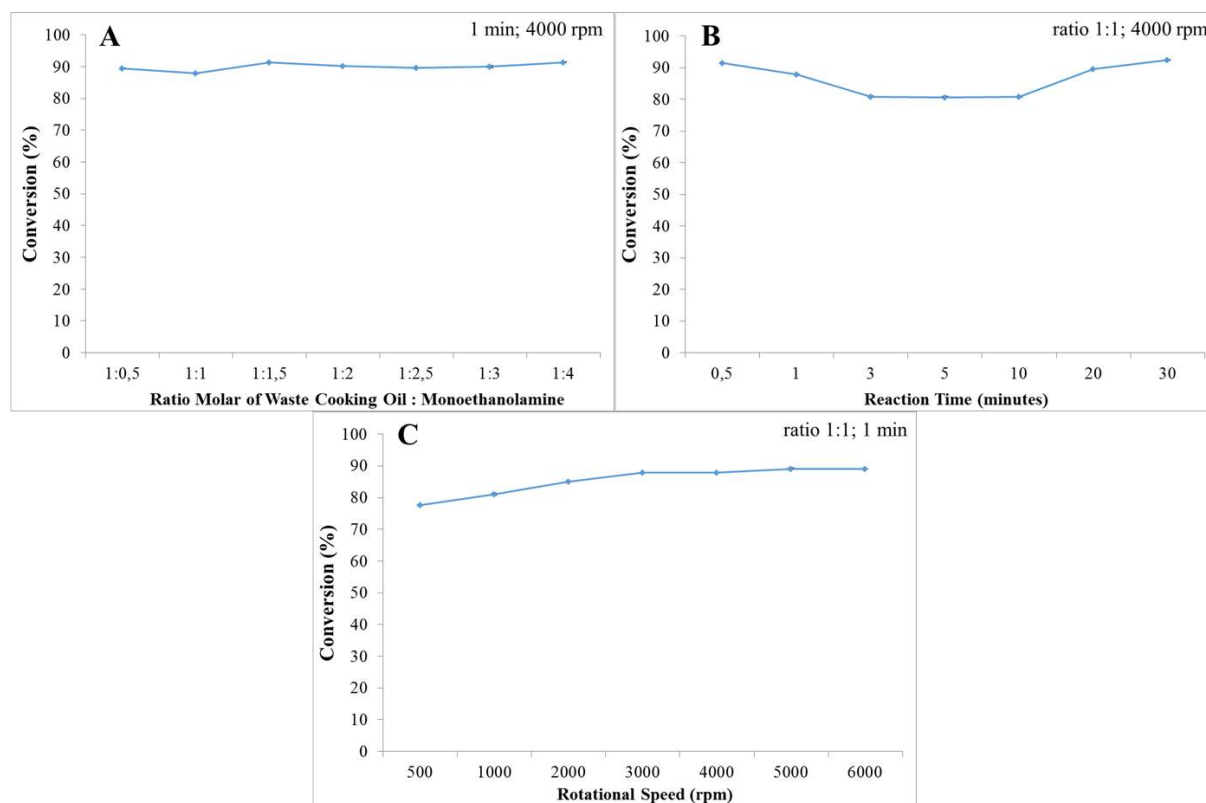 A
1 min; 4000 rpm
100
90
80
70
60
50
40
30
20
10
0
Conversion (%)
1:0,5 1:1 1:1,5 1:2 1:2,5 1:3 1:4
Ratio Molar of Waste Cooking Oil : Monoethanolamine
B
ratio 1:1; 4000 rpm
100
90
80
70
60
50
40
30
20
10
0
Conversion (%)
0,5 1 3 5 10 20 30
Reaction Time (minutes)
C
ratio 1:1; 1 min
100
90
80
70
60
50
40
30
20
10
0
Conversion (%)
500 1000 2000 3000 4000 5000 6000
Rotational Speed (rpm)